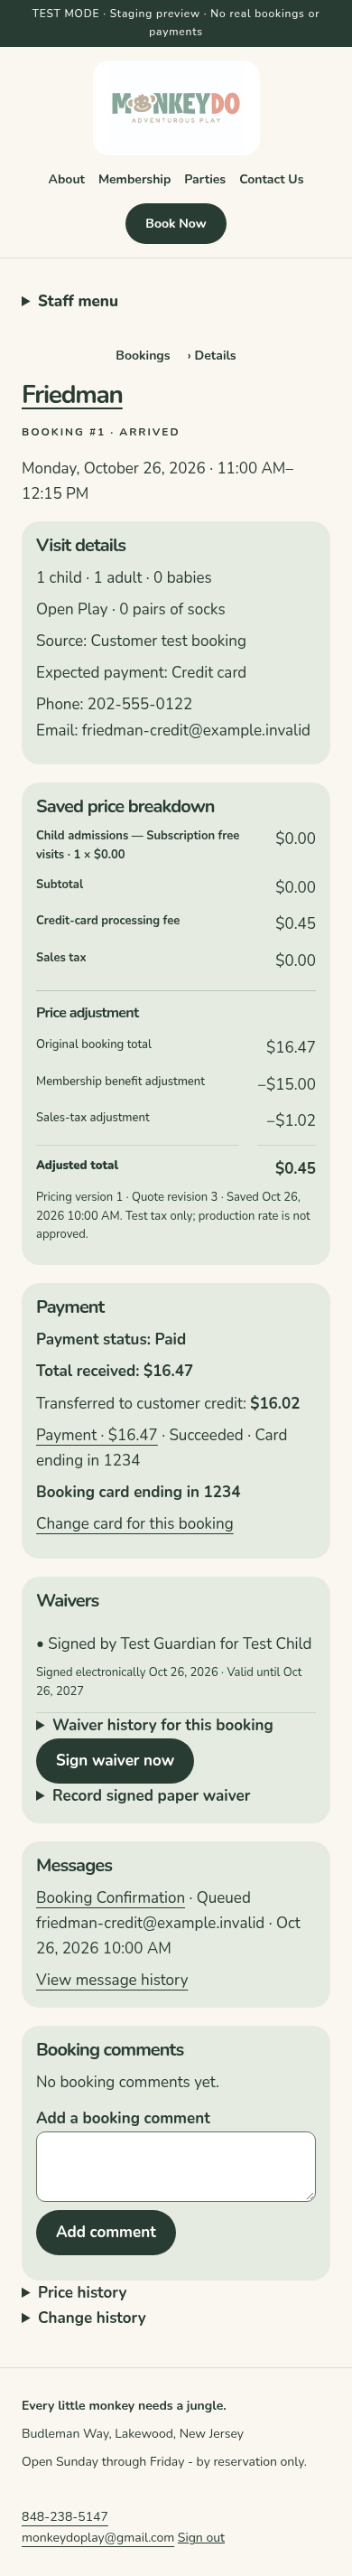 TEST MODE · Staging preview · No real bookings or
payments
MONKEYDO
ADVENTUROUS PLAY
About Membership Parties Contact Us
Book Now
▶ Staff menu
Bookings › Details
Friedman
BOOKING #1 · ARRIVED
Monday, October 26, 2026 · 11:00 AM–
12:15 PM
Visit details
1 child · 1 adult · 0 babies
Open Play · 0 pairs of socks
Source: Customer test booking
Expected payment: Credit card
Phone: 202-555-0122
Email: friedman-credit@example.invalid
Saved price breakdown
Child admissions — Subscription free
visits · 1 × $0.00 $0.00
Subtotal $0.00
Credit-card processing fee $0.45
Sales tax $0.00
Price adjustment
Original booking total $16.47
Membership benefit adjustment –$15.00
Sales-tax adjustment –$1.02
Adjusted total $0.45
Pricing version 1 · Quote revision 3 · Saved Oct 26,
2026 10:00 AM. Test tax only; production rate is not
approved.
Payment
Payment status: Paid
Total received: $16.47
Transferred to customer credit: $16.02
Payment · $16.47 · Succeeded · Card
ending in 1234
Booking card ending in 1234
Change card for this booking
Waivers
• Signed by Test Guardian for Test Child
Signed electronically Oct 26, 2026 · Valid until Oct
26, 2027
▶ Waiver history for this booking
Sign waiver now
▶ Record signed paper waiver
Messages
Booking Confirmation · Queued
friedman-credit@example.invalid · Oct
26, 2026 10:00 AM
View message history
Booking comments
No booking comments yet.
Add a booking comment
Add comment
▶ Price history
▶ Change history
Every little monkey needs a jungle.
Budleman Way, Lakewood, New Jersey
Open Sunday through Friday - by reservation only.
848-238-5147
monkeydoplay@gmail.com Sign out